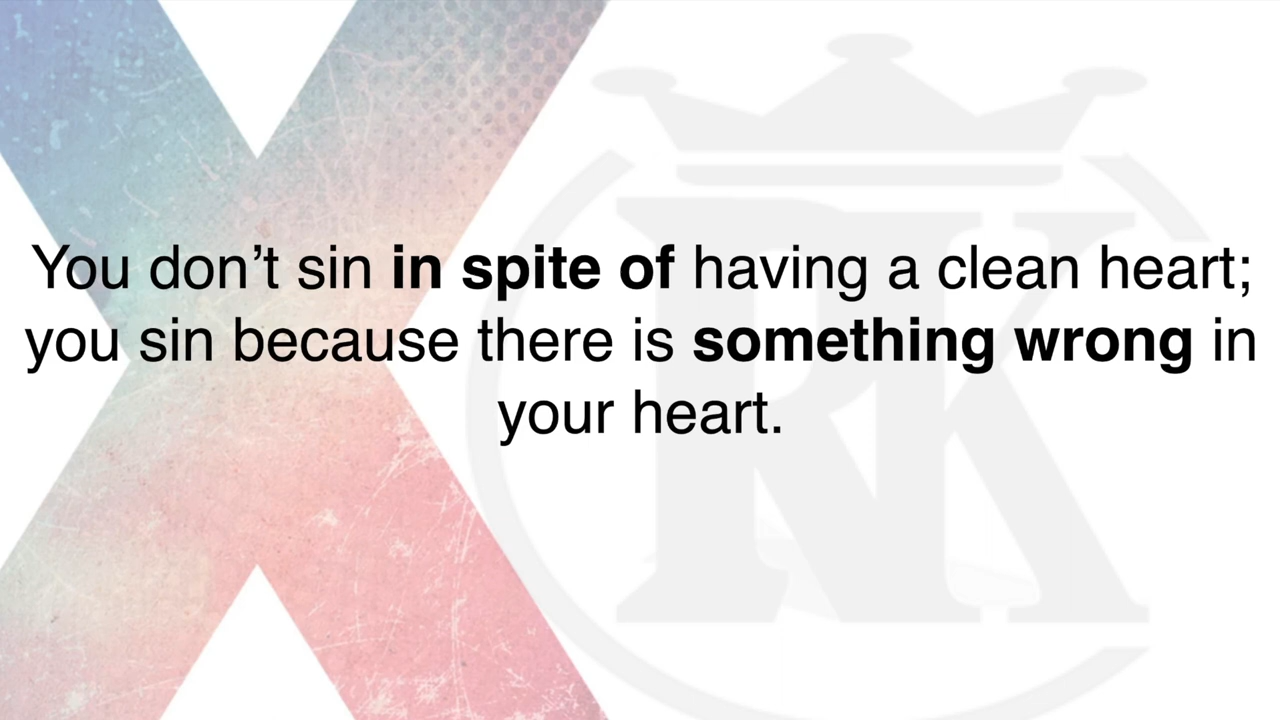 You don’t sin in spite of having a clean heart;
you sin because there is something wrong in
your heart.
RK